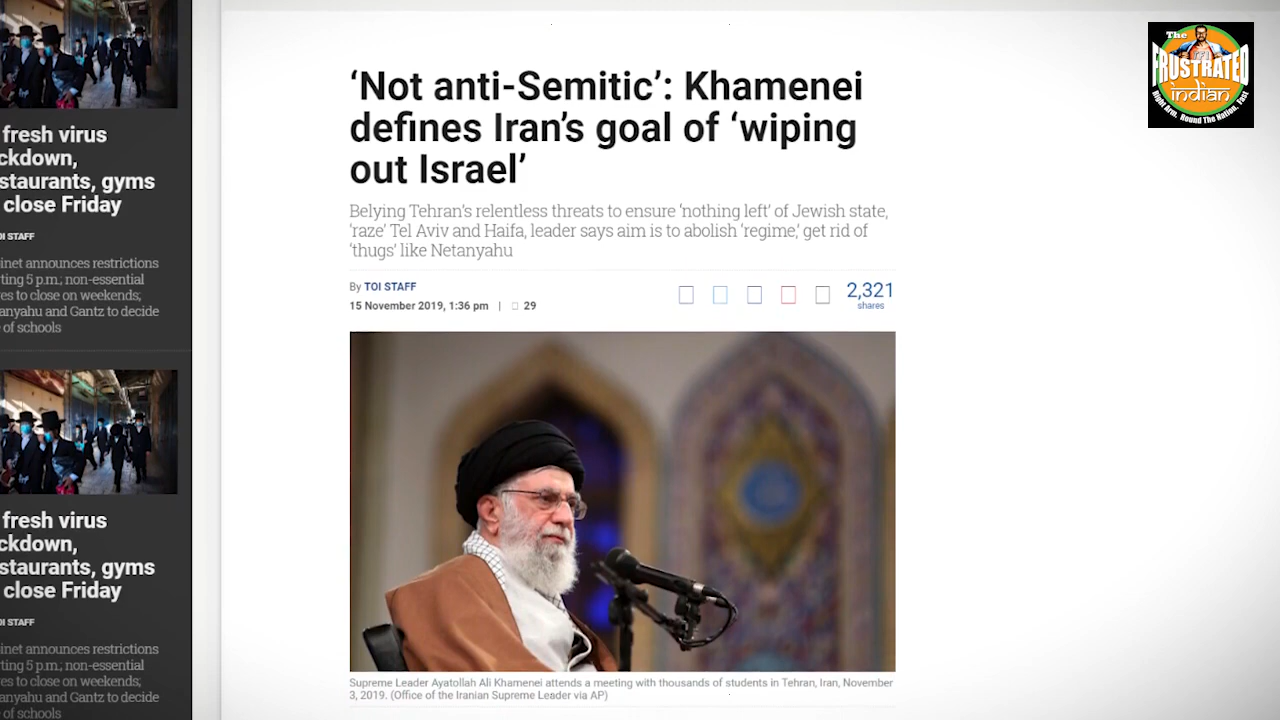 fresh virus
ckdown,
staurants, gyms
close Friday
OI STAFF
inet announces restrictions
ting 5 p.m.; non-essential
es to close on weekends;
anyahu and Gantz to decide
of schools
fresh virus
ckdown,
staurants, gyms
close Friday
OI STAFF
inet announces restrictions
ting 5 p.m.; non-essential
es to close on weekends;
anyahu and Gantz to decide
of schools
‘Not anti-Semitic’: Khamenei
defines Iran’s goal of ‘wiping
out Israel’
Belying Tehran’s relentless threats to ensure ‘nothing left’ of Jewish state,
‘raze’ Tel Aviv and Haifa, leader says aim is to abolish ‘regime,’ get rid of
‘thugs’ like Netanyahu
By TOI STAFF
15 November 2019, 1:36 pm | 29
2,321
shares
Supreme Leader Ayatollah Ali Khamenei attends a meeting with thousands of students in Tehran, Iran, November
3, 2019. (Office of the Iranian Supreme Leader via AP)
The
FRUSTRATED
indian
Right Arm, Round The Nation, Fast